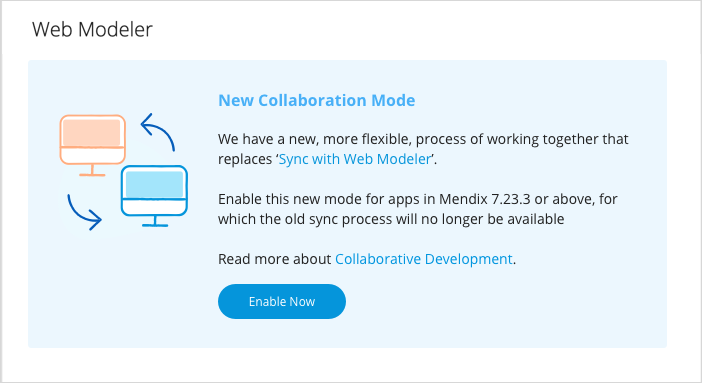 Web Modeler
New Collaboration Mode
We have a new, more flexible, process of working together that
replaces ‘Sync with Web Modeler’.
Enable this new mode for apps in Mendix 7.23.3 or above, for
which the old sync process will no longer be available
Read more about Collaborative Development.
Enable Now